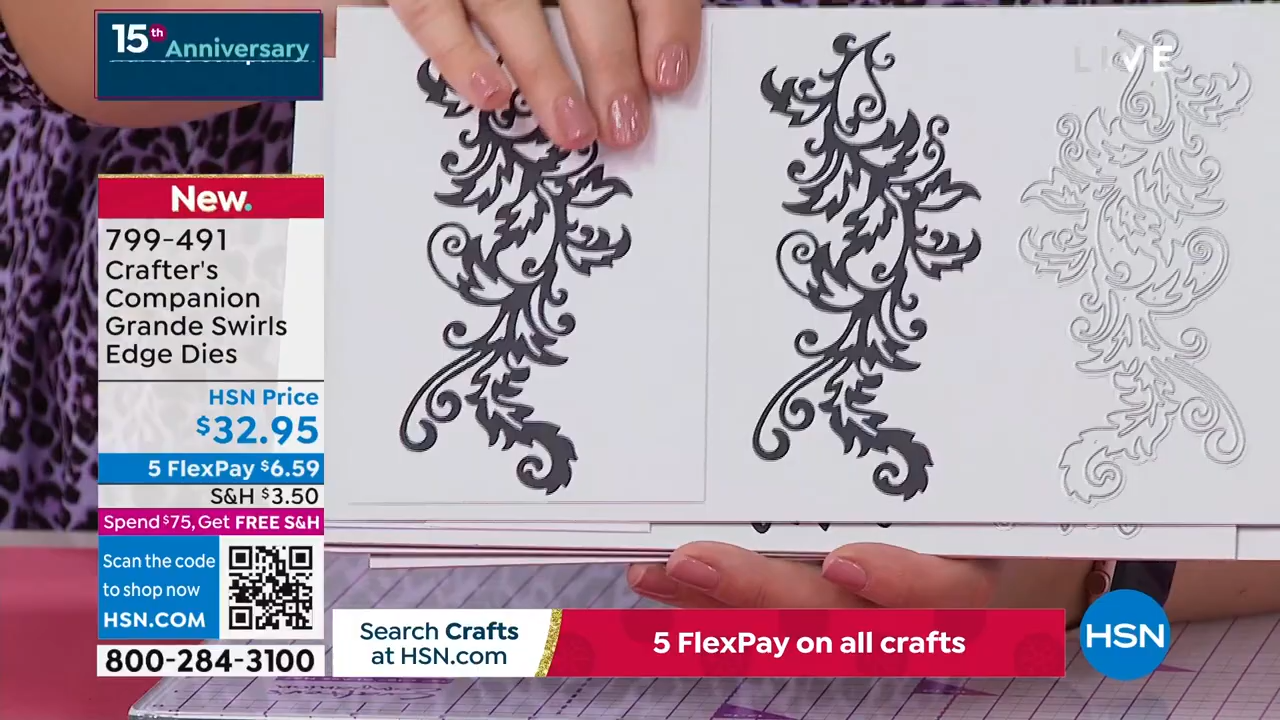 15th Anniversary
LIVE
New.
799-491
Crafter's
Companion
Grande Swirls
Edge Dies
HSN Price
$32.95
5 FlexPay $6.59
S&H $3.50
Spend $75, Get FREE S&H
Scan the code
to shop now
HSN.COM
800-284-3100
Search Crafts
at HSN.com
5 FlexPay on all crafts
HSN